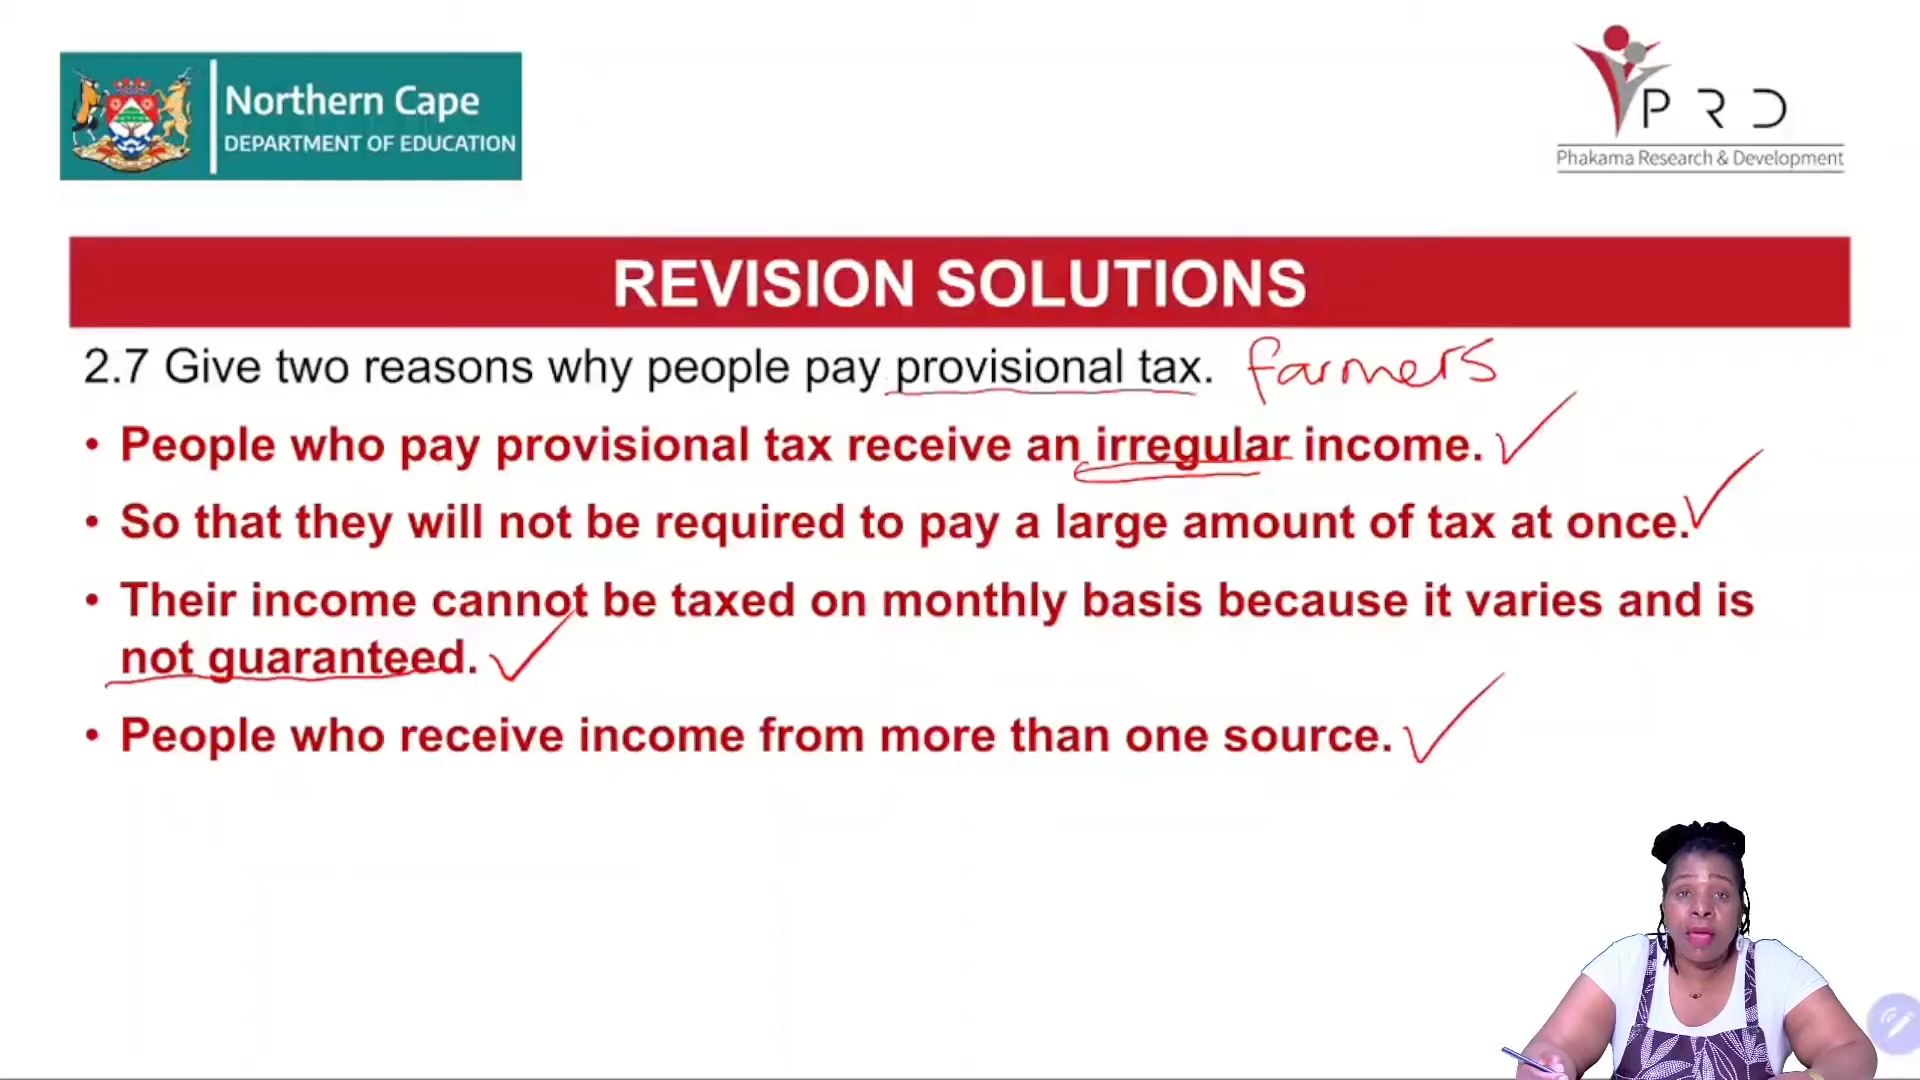 Northern Cape
DEPARTMENT OF EDUCATION
PRD
Phakama Research & Development
REVISION SOLUTIONS
2.7 Give two reasons why people pay provisional tax. farmers
• People who pay provisional tax receive an irregular income.
• So that they will not be required to pay a large amount of tax at once.
• Their income cannot be taxed on monthly basis because it varies and is
not guaranteed.
• People who receive income from more than one source.